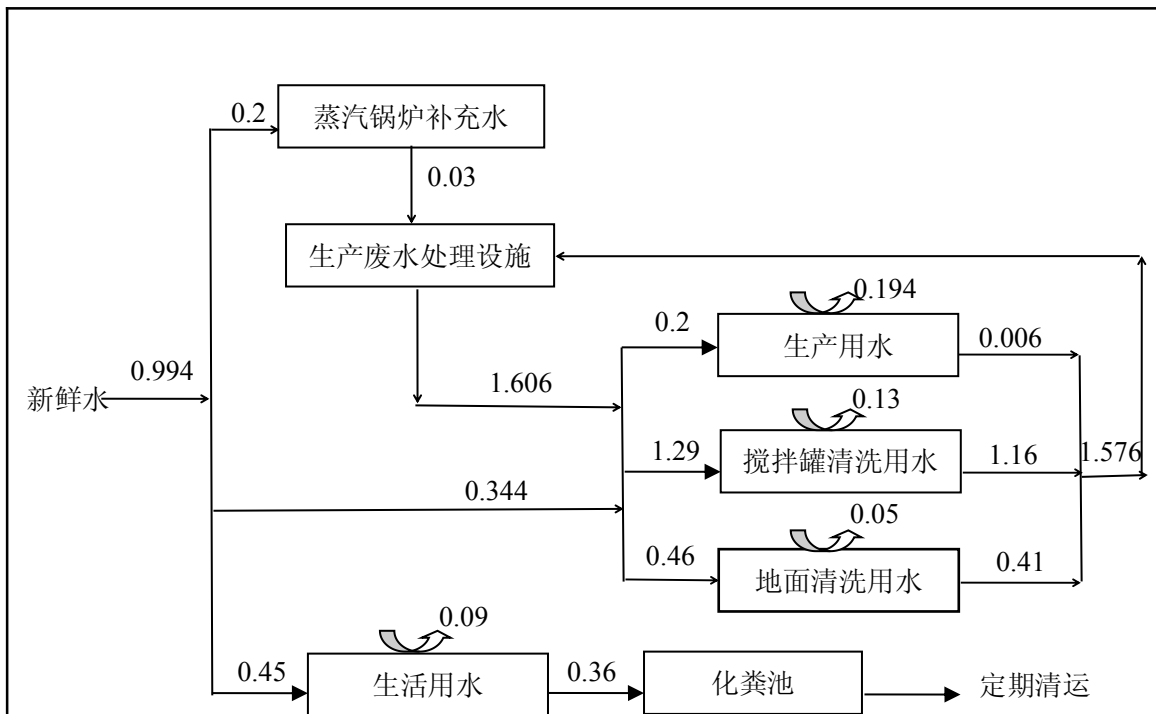 0.2
蒸汽锅炉补充水
0.03
生产废水处理设施
0.194
0.2
生产用水
0.006
0.994
新鲜水
1.606
0.13
1.29
搅拌罐清洗用水
1.16
1.576
0.344
0.05
0.46
地面清洗用水
0.41
0.09
0.45
生活用水
0.36
化粪池
定期清运